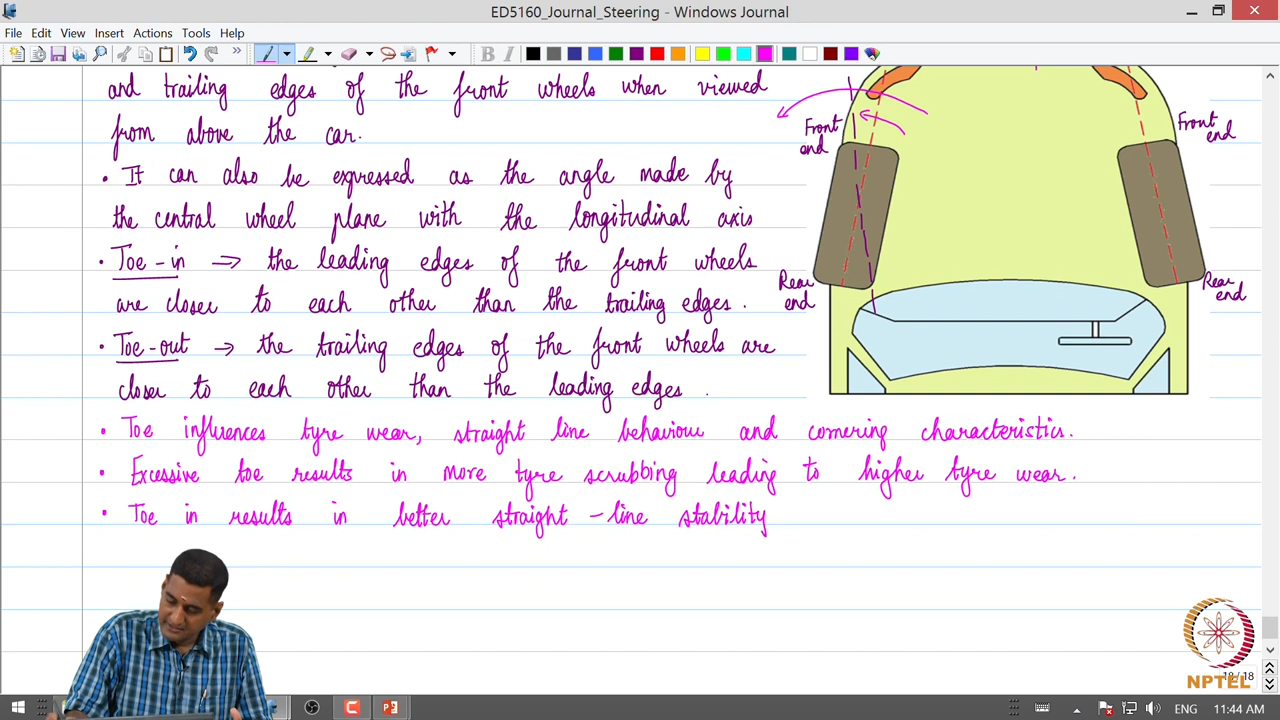 ED5160_Journal_Steering - Windows Journal
File Edit View Insert Actions Tools Help
and trailing edges of the front wheels when viewed
from above the car.
• It can also be expressed as the angle made by
the central wheel plane with the longitudinal axis
• Toe-in → the leading edges of the front wheels
are closer to each other than the trailing edges.
• Toe-out → the trailing edges of the front wheels are
closer to each other than the leading edges.
• Toe influences tyre wear, straight line behaviour and cornering characteristics.
• Excessive toe results in more tyre scrubbing leading to higher tyre wear.
• Toe in results in better straight-line stability
Front
end
Front
end
Rear
end
Rear
end
NPTEL
18 / 18
ENG 11:44 AM